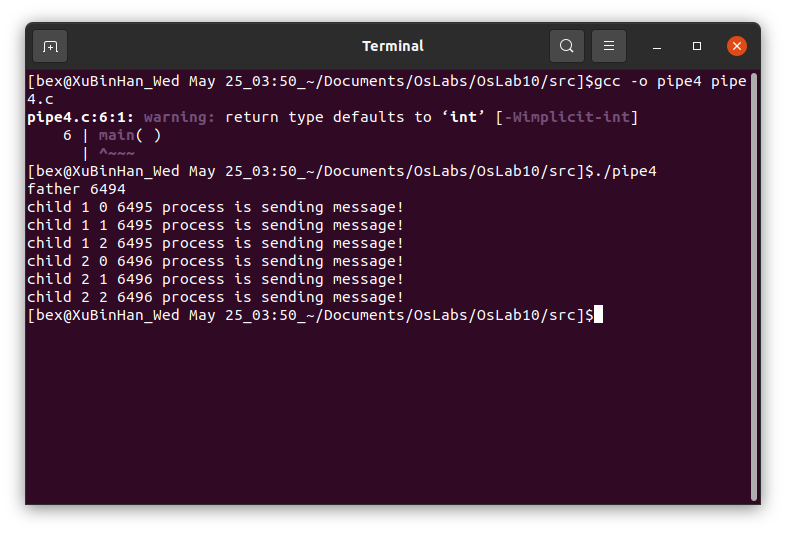 Terminal
[bex@XuBinHan_Wed May 25_03:50_~/Documents/OsLabs/OsLab10/src]$gcc -o pipe4 pipe
4.c
pipe4.c:6:1: warning: return type defaults to ‘int’ [-Wimplicit-int]
    6 | main( )
      | ^~~~
[bex@XuBinHan_Wed May 25_03:50_~/Documents/OsLabs/OsLab10/src]$./pipe4
father 6494
child 1 0 6495 process is sending message!
child 1 1 6495 process is sending message!
child 1 2 6495 process is sending message!
child 2 0 6496 process is sending message!
child 2 1 6496 process is sending message!
child 2 2 6496 process is sending message!
[bex@XuBinHan_Wed May 25_03:50_~/Documents/OsLabs/OsLab10/src]$